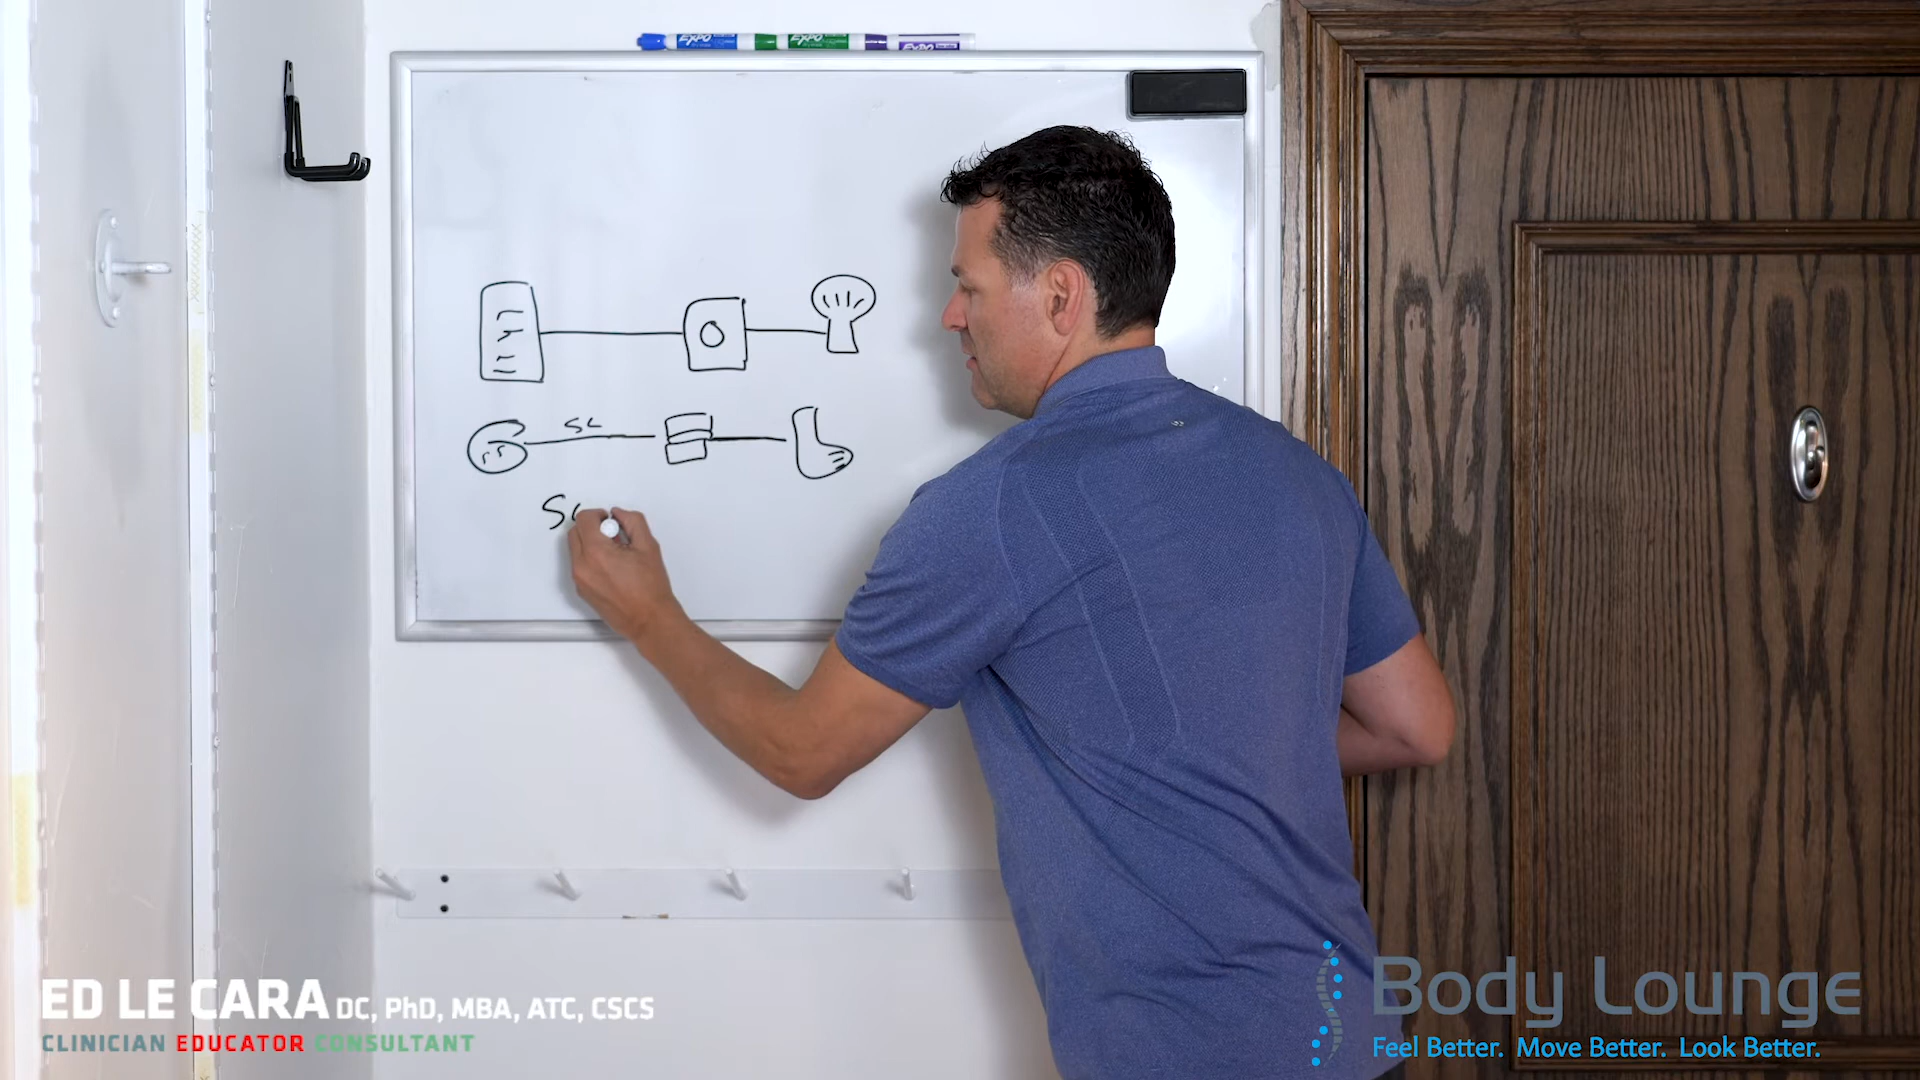 EXPO EXPO EXPO
SC
SC
ED LE CARA DC, PhD, MBA, ATC, CSCS
CLINICIAN EDUCATOR CONSULTANT
Body Lounge
Feel Better. Move Better. Look Better.